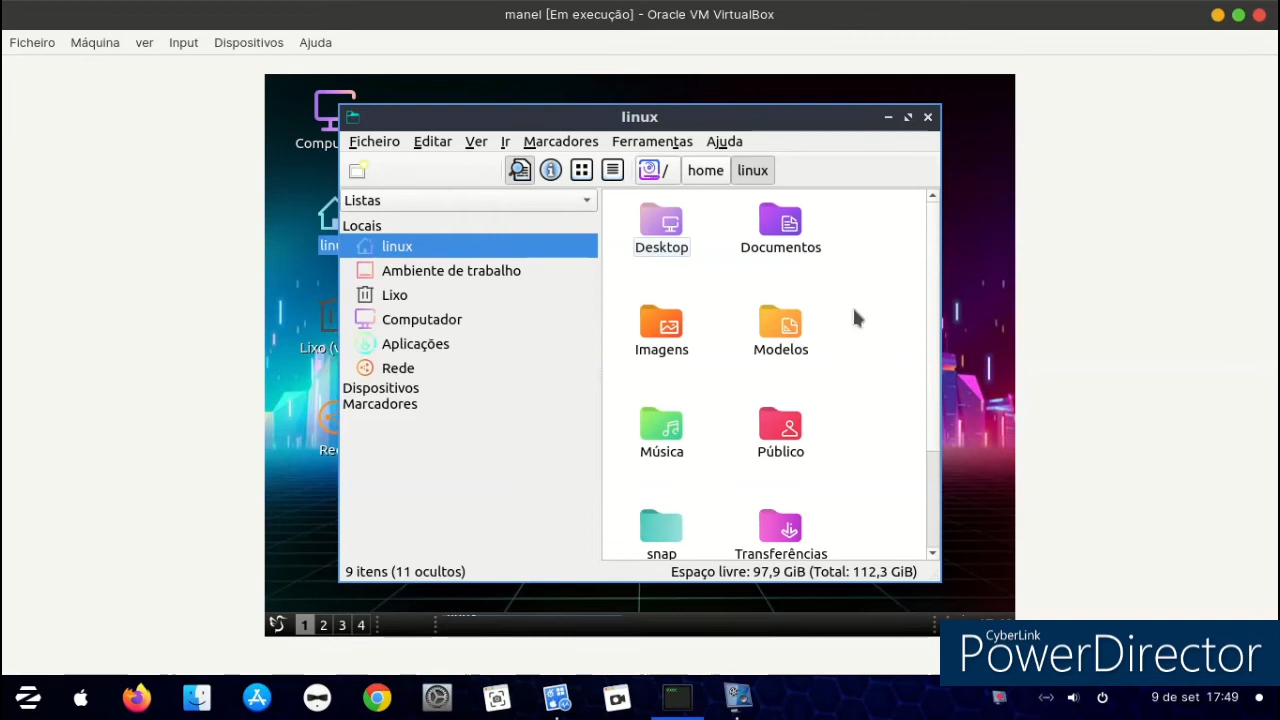 manel [Em execução] - Oracle VM VirtualBox
Ficheiro Máquina ver Input Dispositivos Ajuda
linux
Ficheiro Editar Ver Ir Marcadores Ferramentas Ajuda
/ home linux
Listas
Locais
linux
Ambiente de trabalho
Lixo
Computador
Aplicações
Rede
Dispositivos
Marcadores
Desktop Documentos
Imagens Modelos
Música Público
snap Transferências
9 itens (11 ocultos) Espaço livre: 97,9 GiB (Total: 112,3 GiB)
1 2 3 4
CyberLink
PowerDirector
9 de set 17:49